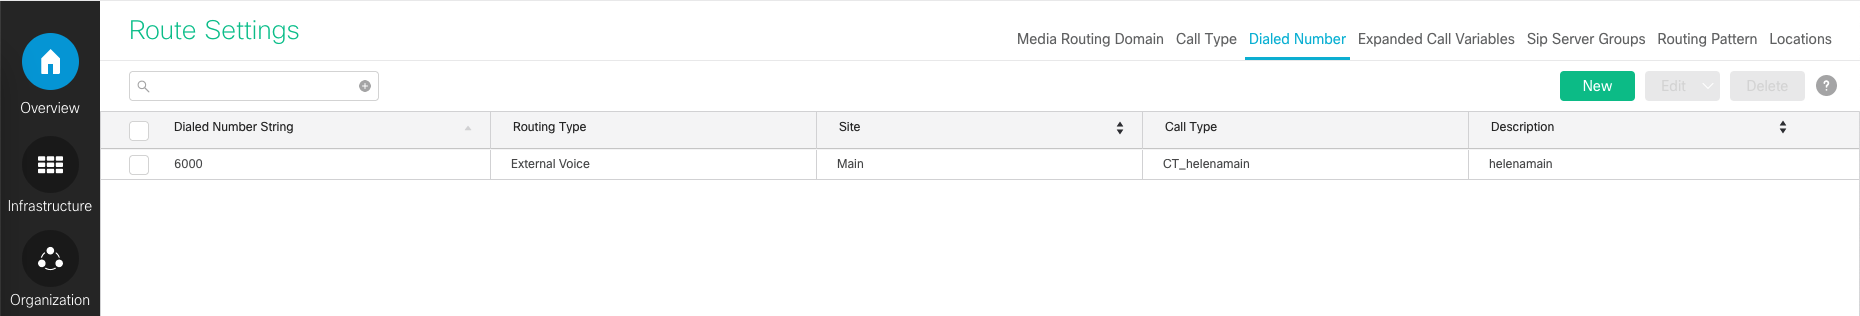 Route Settings
Media Routing Domain Call Type Dialed Number Expanded Call Variables Sip Server Groups Routing Pattern Locations
New Edit Delete ?
Overview
Dialed Number String Routing Type Site Call Type Description
6000 External Voice Main CT_helenamain helenamain
Infrastructure
Organization